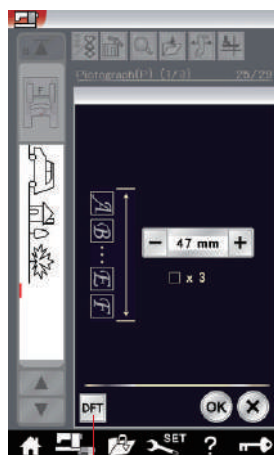 F
Pictograph(P) (1/3) 25/29
A
B
E
F
− 47 mm +
x 3
DFT OK X
SET ?